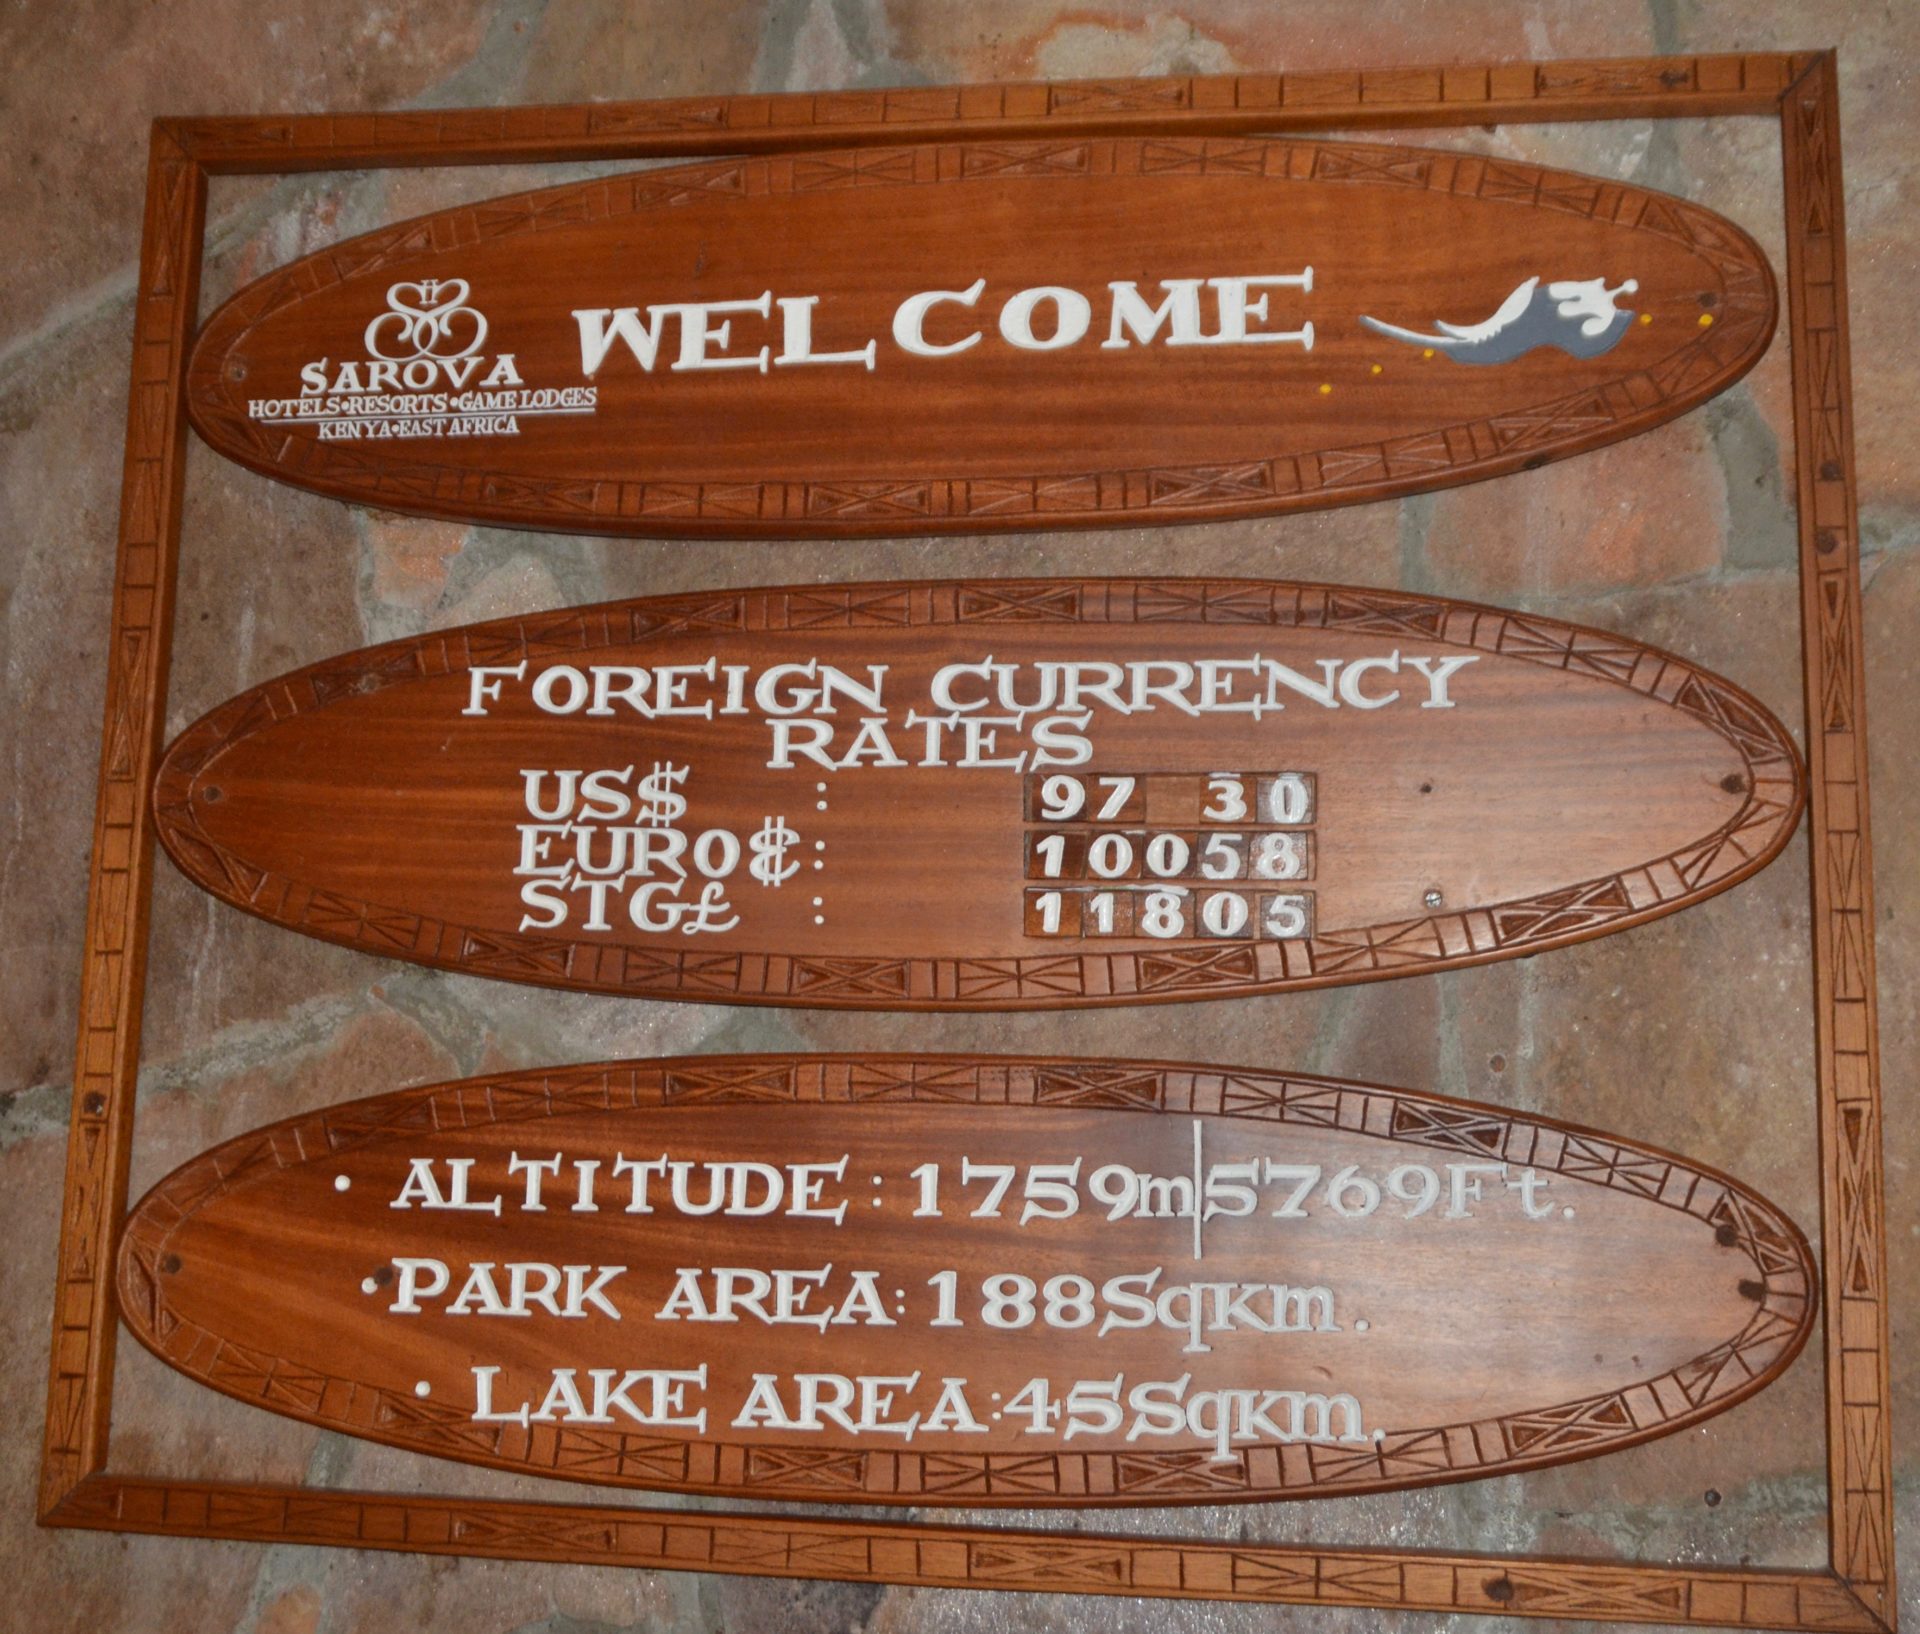 SAROVA
HOTELS•RESORTS•GAME LODGES
KENYA•EAST AFRICA
WELCOME
FOREIGN CURRENCY
RATES
US$ : 97 30
EURO € : 10058
STG£ : 11805
• ALTITUDE : 1759m|5769Ft.
• PARK AREA: 188SqKm.
• LAKE AREA:45SqKm.